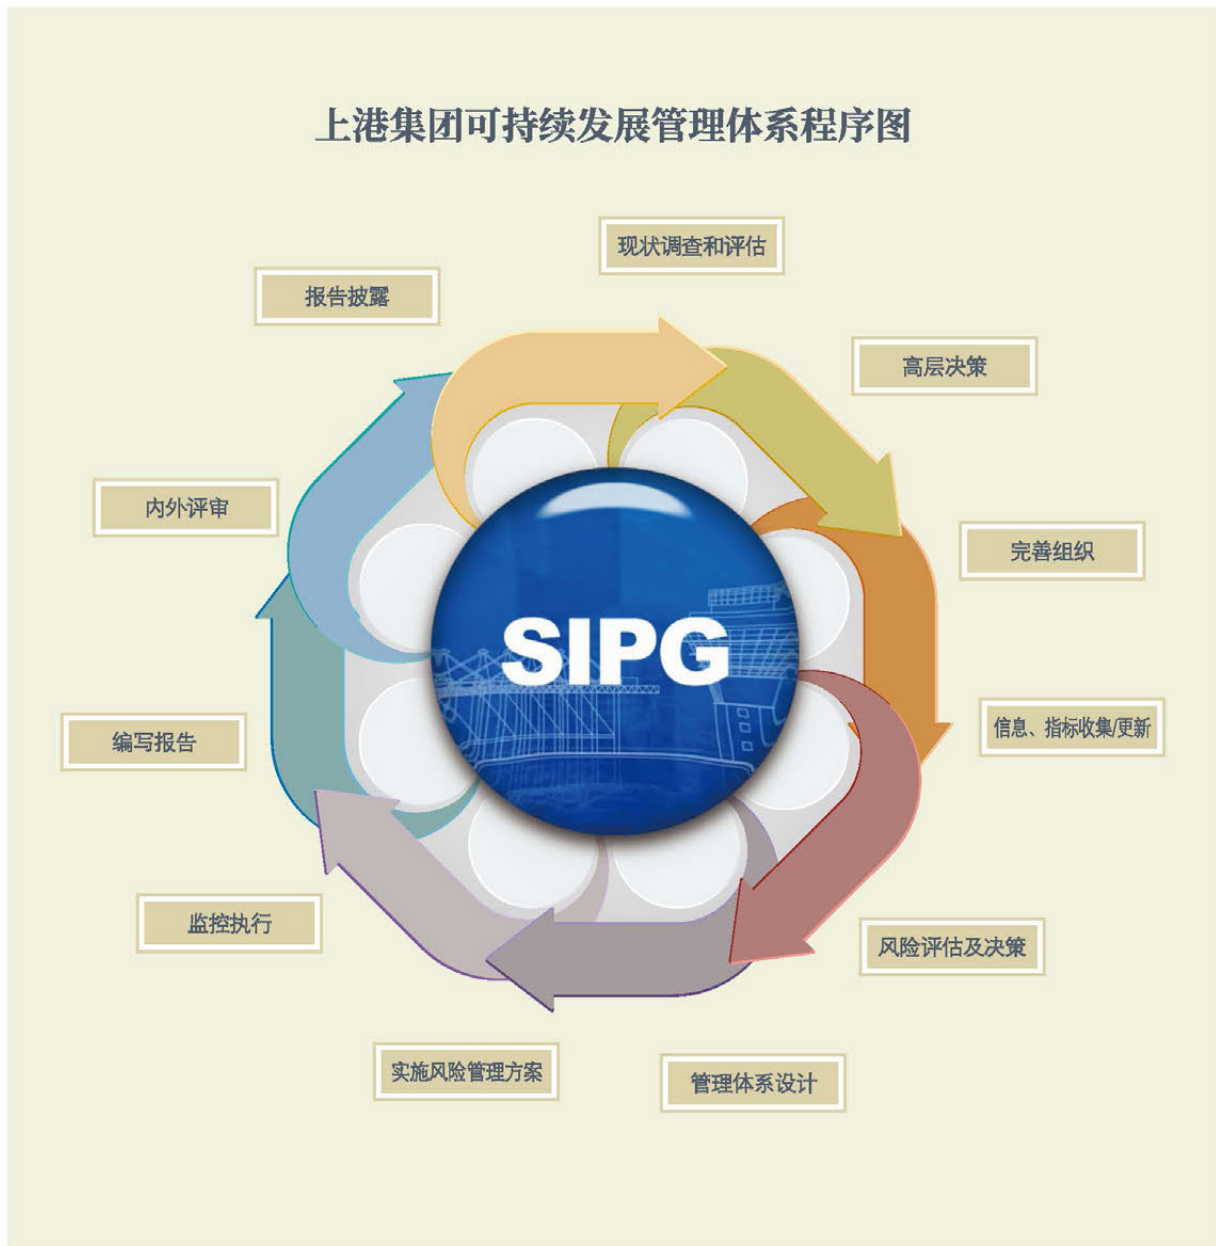 上港集团可持续发展管理体系程序图
现状调查和评估
报告披露
高层决策
内外评审
完善组织
SIPG
信息、指标收集/更新
编写报告
监控执行
风险评估及决策
实施风险管理方案
管理体系设计